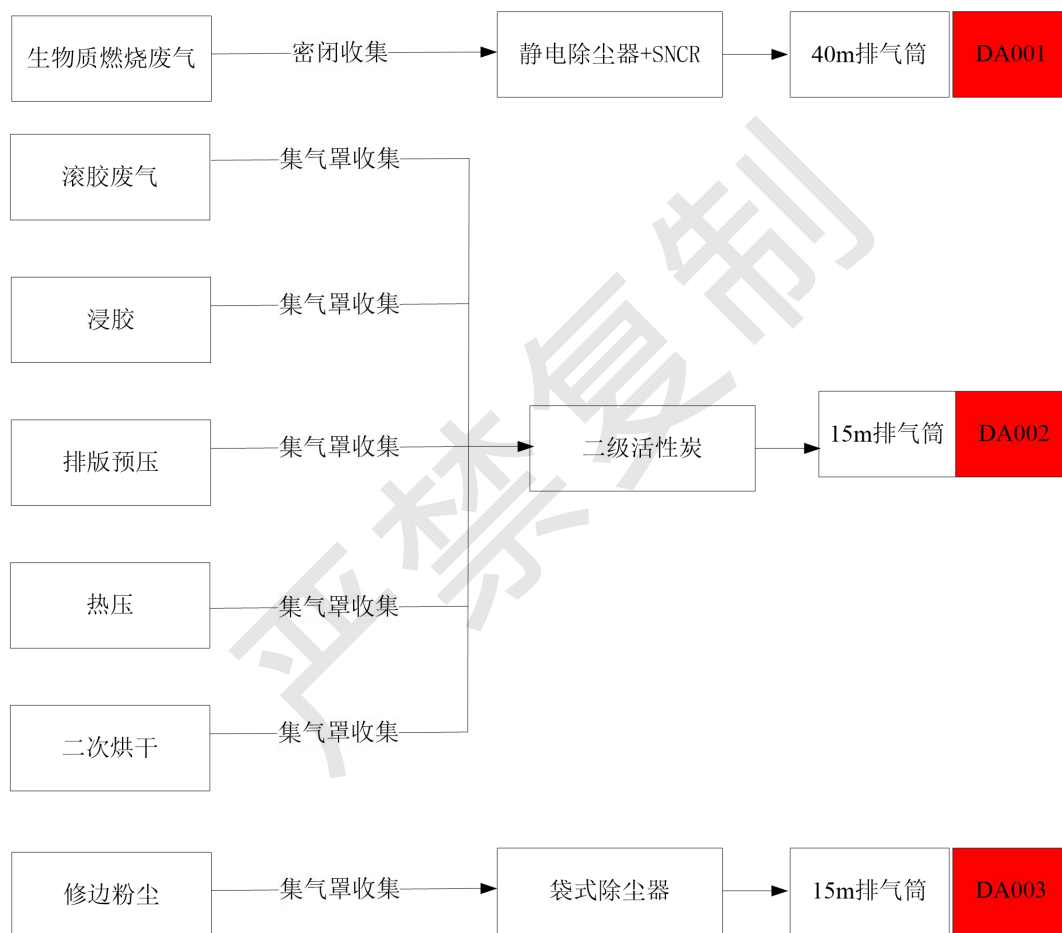 生物质燃烧废气 密闭收集 静电除尘器+SNCR 40m排气筒 DA001
滚胶废气 集气罩收集
浸胶 集气罩收集
排版预压 集气罩收集 二级活性炭 15m排气筒 DA002
热压 集气罩收集
二次烘干 集气罩收集
修边粉尘 集气罩收集 袋式除尘器 15m排气筒 DA003
严禁复制